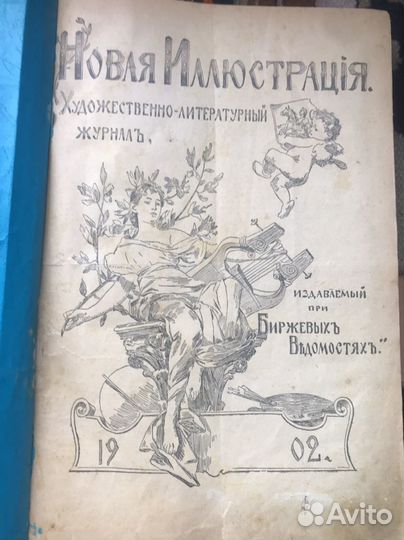 Новая Иллюстрація.
Художественно-литературный
журналъ,
издаваемый
при
Биржевыхъ
Вѣдомостяхъ."
19 02 г.
Avito